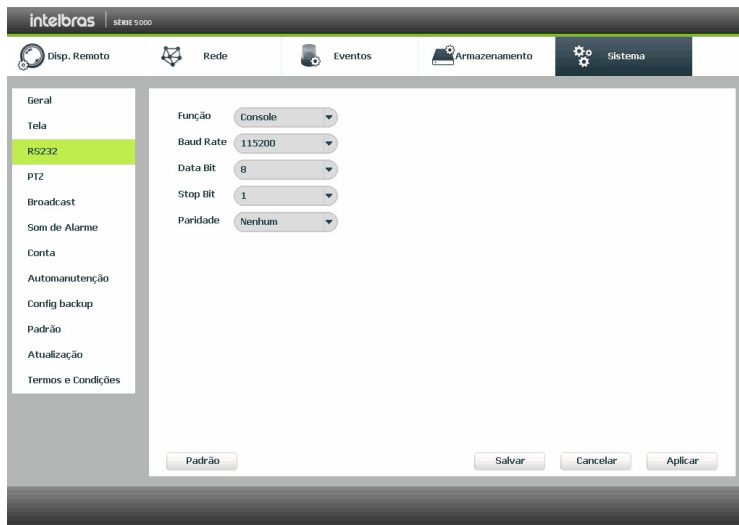 intelbras SÉRIE 5000
Disp. Remoto
Rede
Eventos
Armazenamento
Sistema
Geral
Tela
RS232
PTZ
Broadcast
Som de Alarme
Conta
Automanutenção
Config backup
Padrão
Atualização
Termos e Condições
Função Console
Baud Rate 115200
Data Bit 8
Stop Bit 1
Paridade Nenhum
Padrão
Salvar
Cancelar
Aplicar